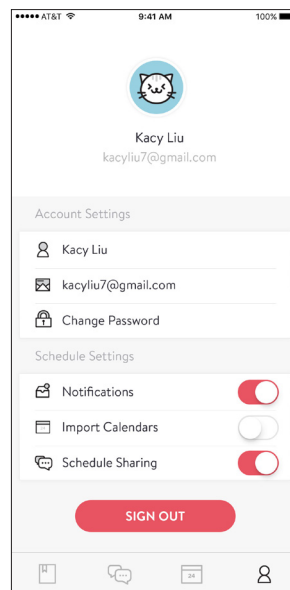 AT&T 9:41 AM 100%
Kacy Liu
kacyliu7@gmail.com
Account Settings
Kacy Liu
kacyliu7@gmail.com
Change Password
Schedule Settings
Notifications
Import Calendars
Schedule Sharing
SIGN OUT
24